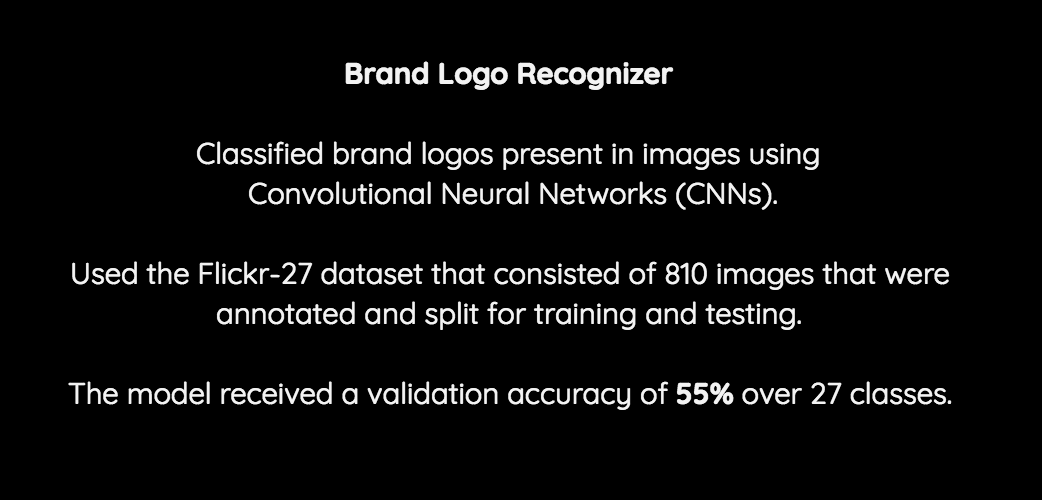 Brand Logo Recognizer
Classified brand logos present in images using
Convolutional Neural Networks (CNNs).
Used the Flickr-27 dataset that consisted of 810 images that were
annotated and split for training and testing.
The model received a validation accuracy of 55% over 27 classes.